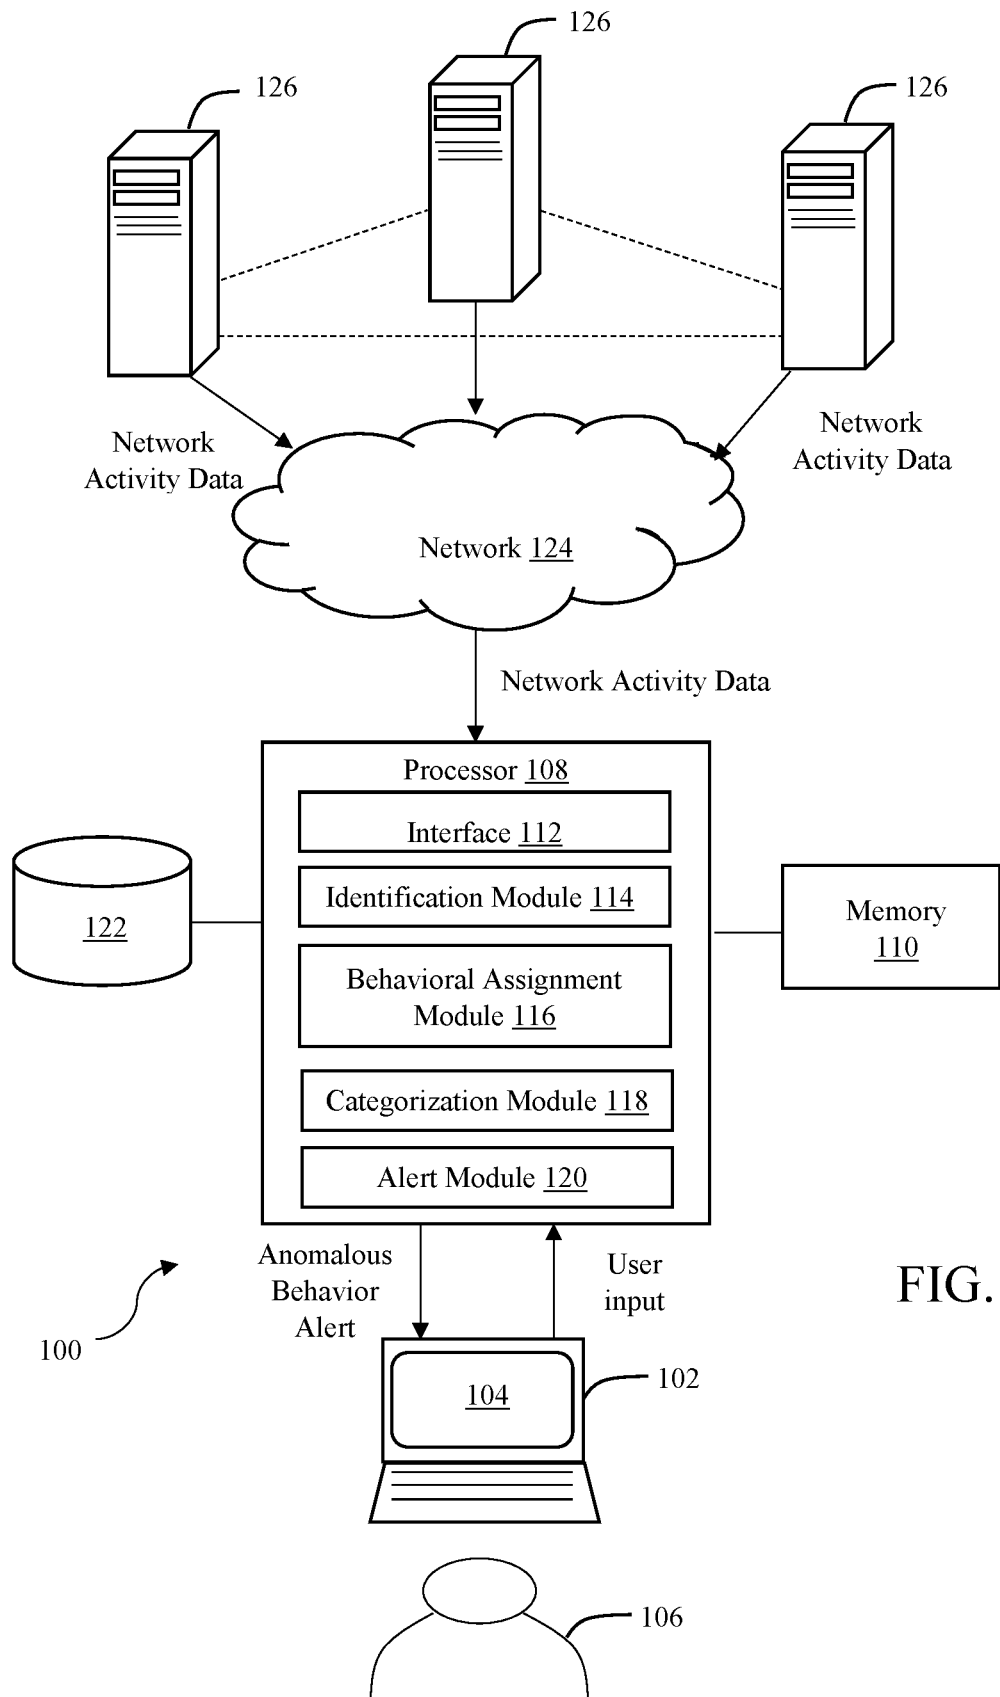 126
126
126
Network
Activity Data
Network
Activity Data
Network 124
Network Activity Data
Processor 108
Interface 112
Identification Module 114
Behavioral Assignment
Module 116
Categorization Module 118
Alert Module 120
122
Memory
110
Anomalous
Behavior
Alert
User
input
FIG.
100
104
102
106